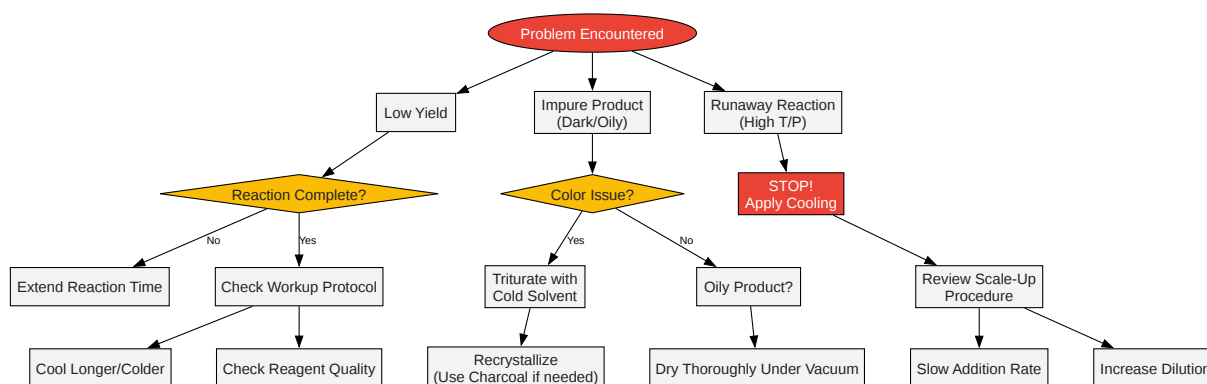 Problem Encountered
Low Yield
Impure Product
(Dark/Oily)
Runaway Reaction
(High T/P)
Reaction Complete?
Color Issue?
STOP!
Apply Cooling
No
Yes
Yes
No
Extend Reaction Time
Check Workup Protocol
Triturate with
Cold Solvent
Oily Product?
Review Scale-Up
Procedure
Cool Longer/Colder
Check Reagent Quality
Recrystallize
(Use Charcoal if needed)
Dry Thoroughly Under Vacuum
Slow Addition Rate
Increase Dilution